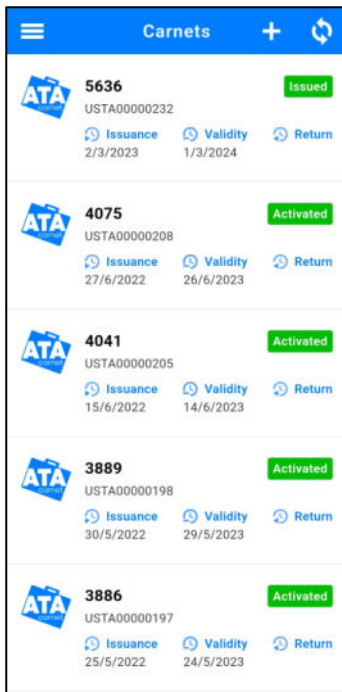 Carnets
ATA carnet 5636 Issued
USTA00000232
Issuance Validity Return
2/3/2023 1/3/2024
ATA carnet 4075 Activated
USTA00000208
Issuance Validity Return
27/6/2022 26/6/2023
ATA carnet 4041 Activated
USTA00000205
Issuance Validity Return
15/6/2022 14/6/2023
ATA carnet 3889 Activated
USTA00000198
Issuance Validity Return
30/5/2022 29/5/2023
ATA carnet 3886 Activated
USTA00000197
Issuance Validity Return
25/5/2022 24/5/2023